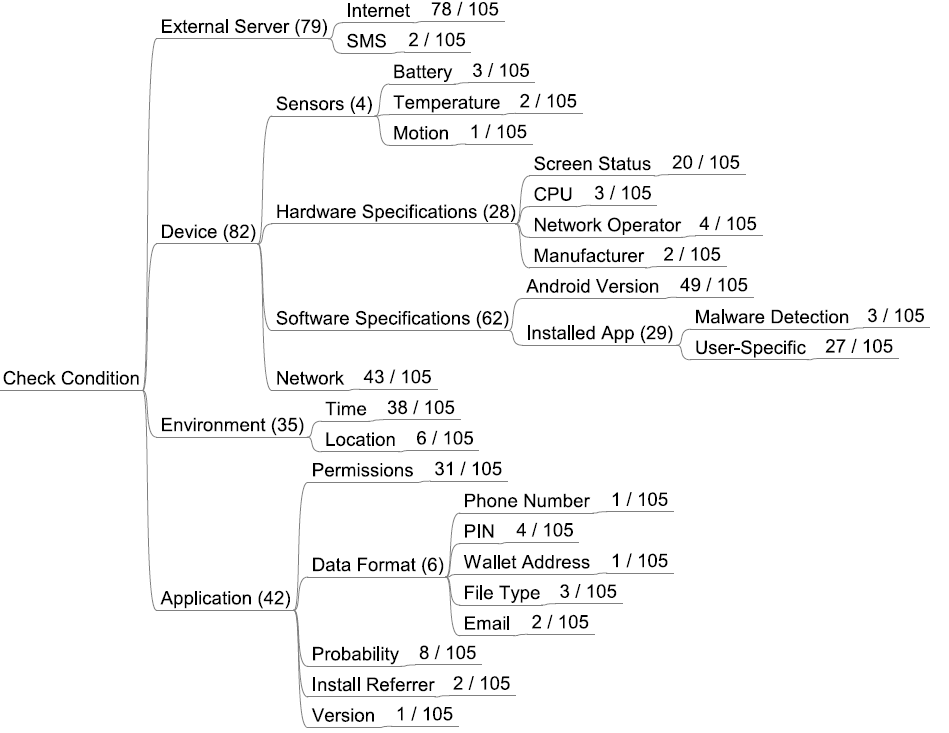 Internet 78 / 105
External Server (79)
SMS 2 / 105
Battery 3 / 105
Sensors (4)
Temperature 2 / 105
Motion 1 / 105
Screen Status 20 / 105
CPU 3 / 105
Hardware Specifications (28)
Network Operator 4 / 105
Device (82)
Manufacturer 2 / 105
Android Version 49 / 105
Software Specifications (62)
Malware Detection 3 / 105
Installed App (29)
User-Specific 27 / 105
Check Condition
Network 43 / 105
Time 38 / 105
Environment (35)
Location 6 / 105
Permissions 31 / 105
Phone Number 1 / 105
PIN 4 / 105
Data Format (6)
Wallet Address 1 / 105
File Type 3 / 105
Application (42)
Email 2 / 105
Probability 8 / 105
Install Referrer 2 / 105
Version 1 / 105